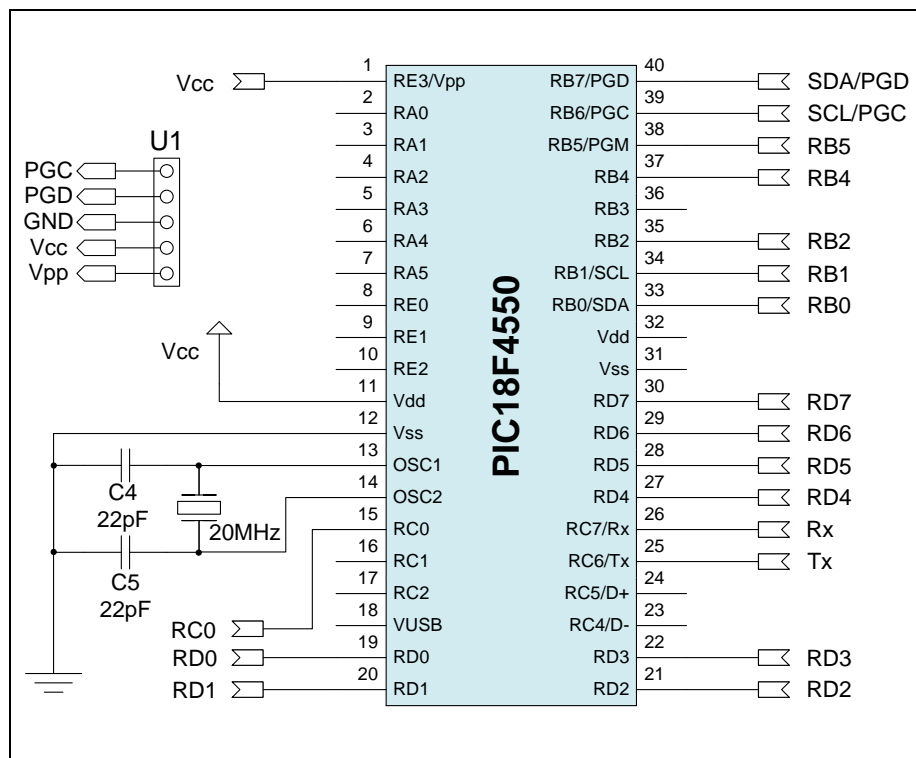 Vcc
U1
PGC
PGD
GND
Vcc
Vpp
Vcc
C4
22pF
20MHz
C5
22pF
RC0
RD0
RD1
1
2
3
4
5
6
7
8
9
10
11
12
13
14
15
16
17
18
19
20
RE3/Vpp
RA0
RA1
RA2
RA3
RA4
RA5
RE0
RE1
RE2
Vdd
Vss
OSC1
OSC2
RC0
RC1
RC2
VUSB
RD0
RD1
PIC18F4550
RB7/PGD
RB6/PGC
RB5/PGM
RB4
RB3
RB2
RB1/SCL
RB0/SDA
Vdd
Vss
RD7
RD6
RD5
RD4
RC7/Rx
RC6/Tx
RC5/D+
RC4/D-
RD3
RD2
40
39
38
37
36
35
34
33
32
31
30
29
28
27
26
25
24
23
22
21
SDA/PGD
SCL/PGC
RB5
RB4
RB2
RB1
RB0
RD7
RD6
RD5
RD4
Rx
Tx
RD3
RD2